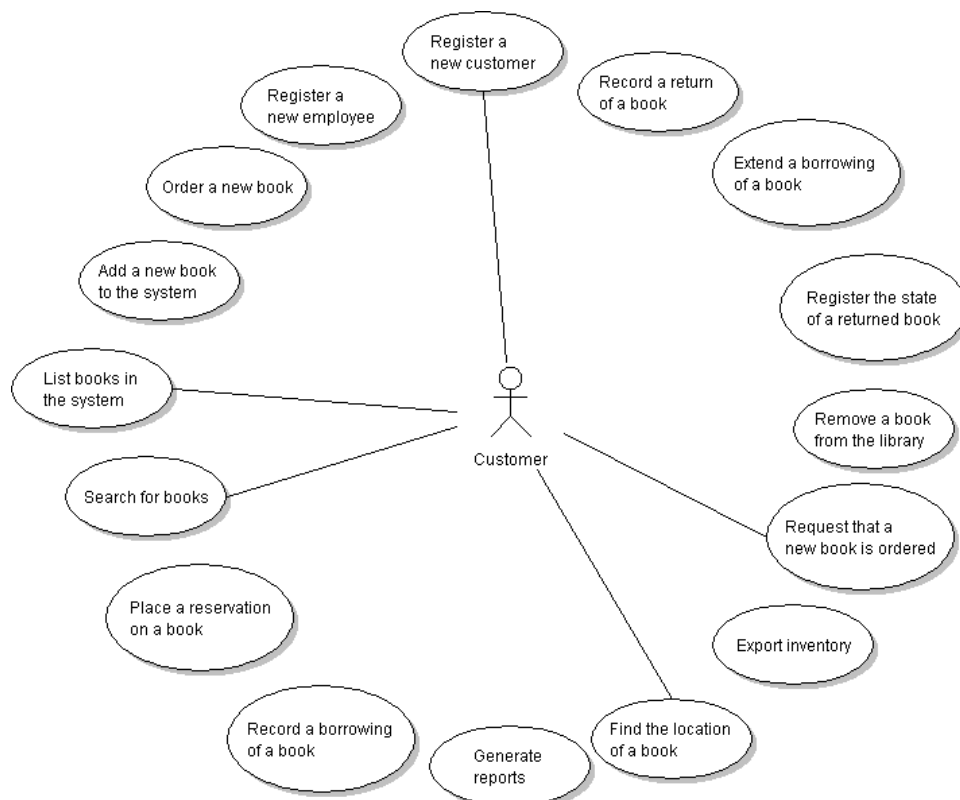 Register a
new customer
Record a return
of a book
Register a
new employee
Extend a borrowing
of a book
Order a new book
Add a new book
to the system
Register the state
of a returned book
List books in
the system
Remove a book
from the library
Customer
Search for books
Request that a
new book is ordered
Place a reservation
on a book
Export inventory
Record a borrowing
of a book
Find the location
of a book
Generate
reports